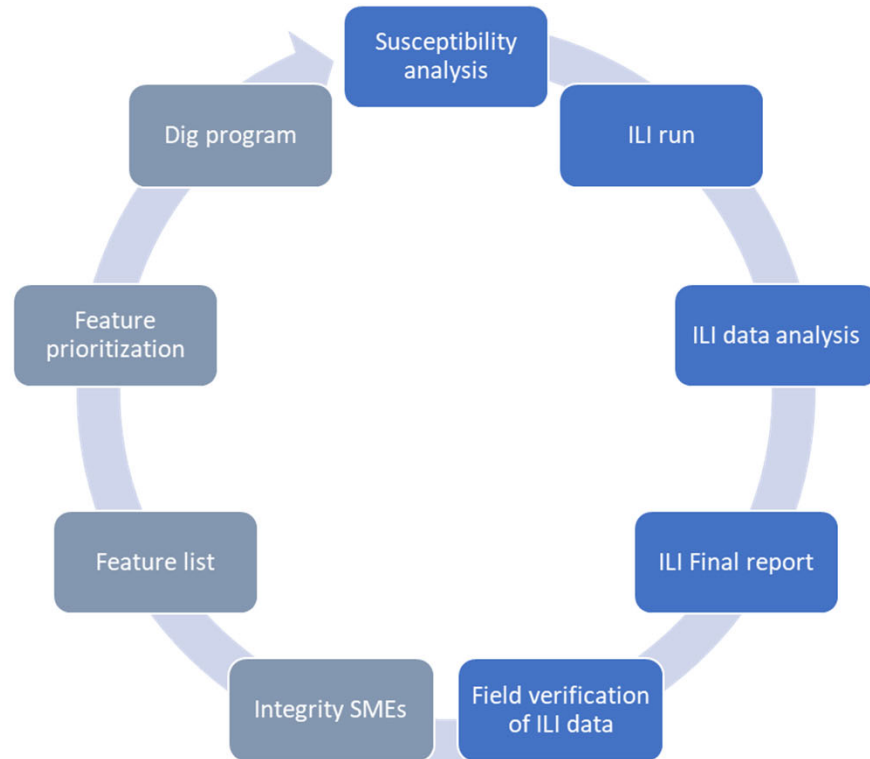 Susceptibility
analysis
ILI run
ILI data analysis
ILI Final report
Field verification
of ILI data
Integrity SMEs
Feature list
Feature
prioritization
Dig program